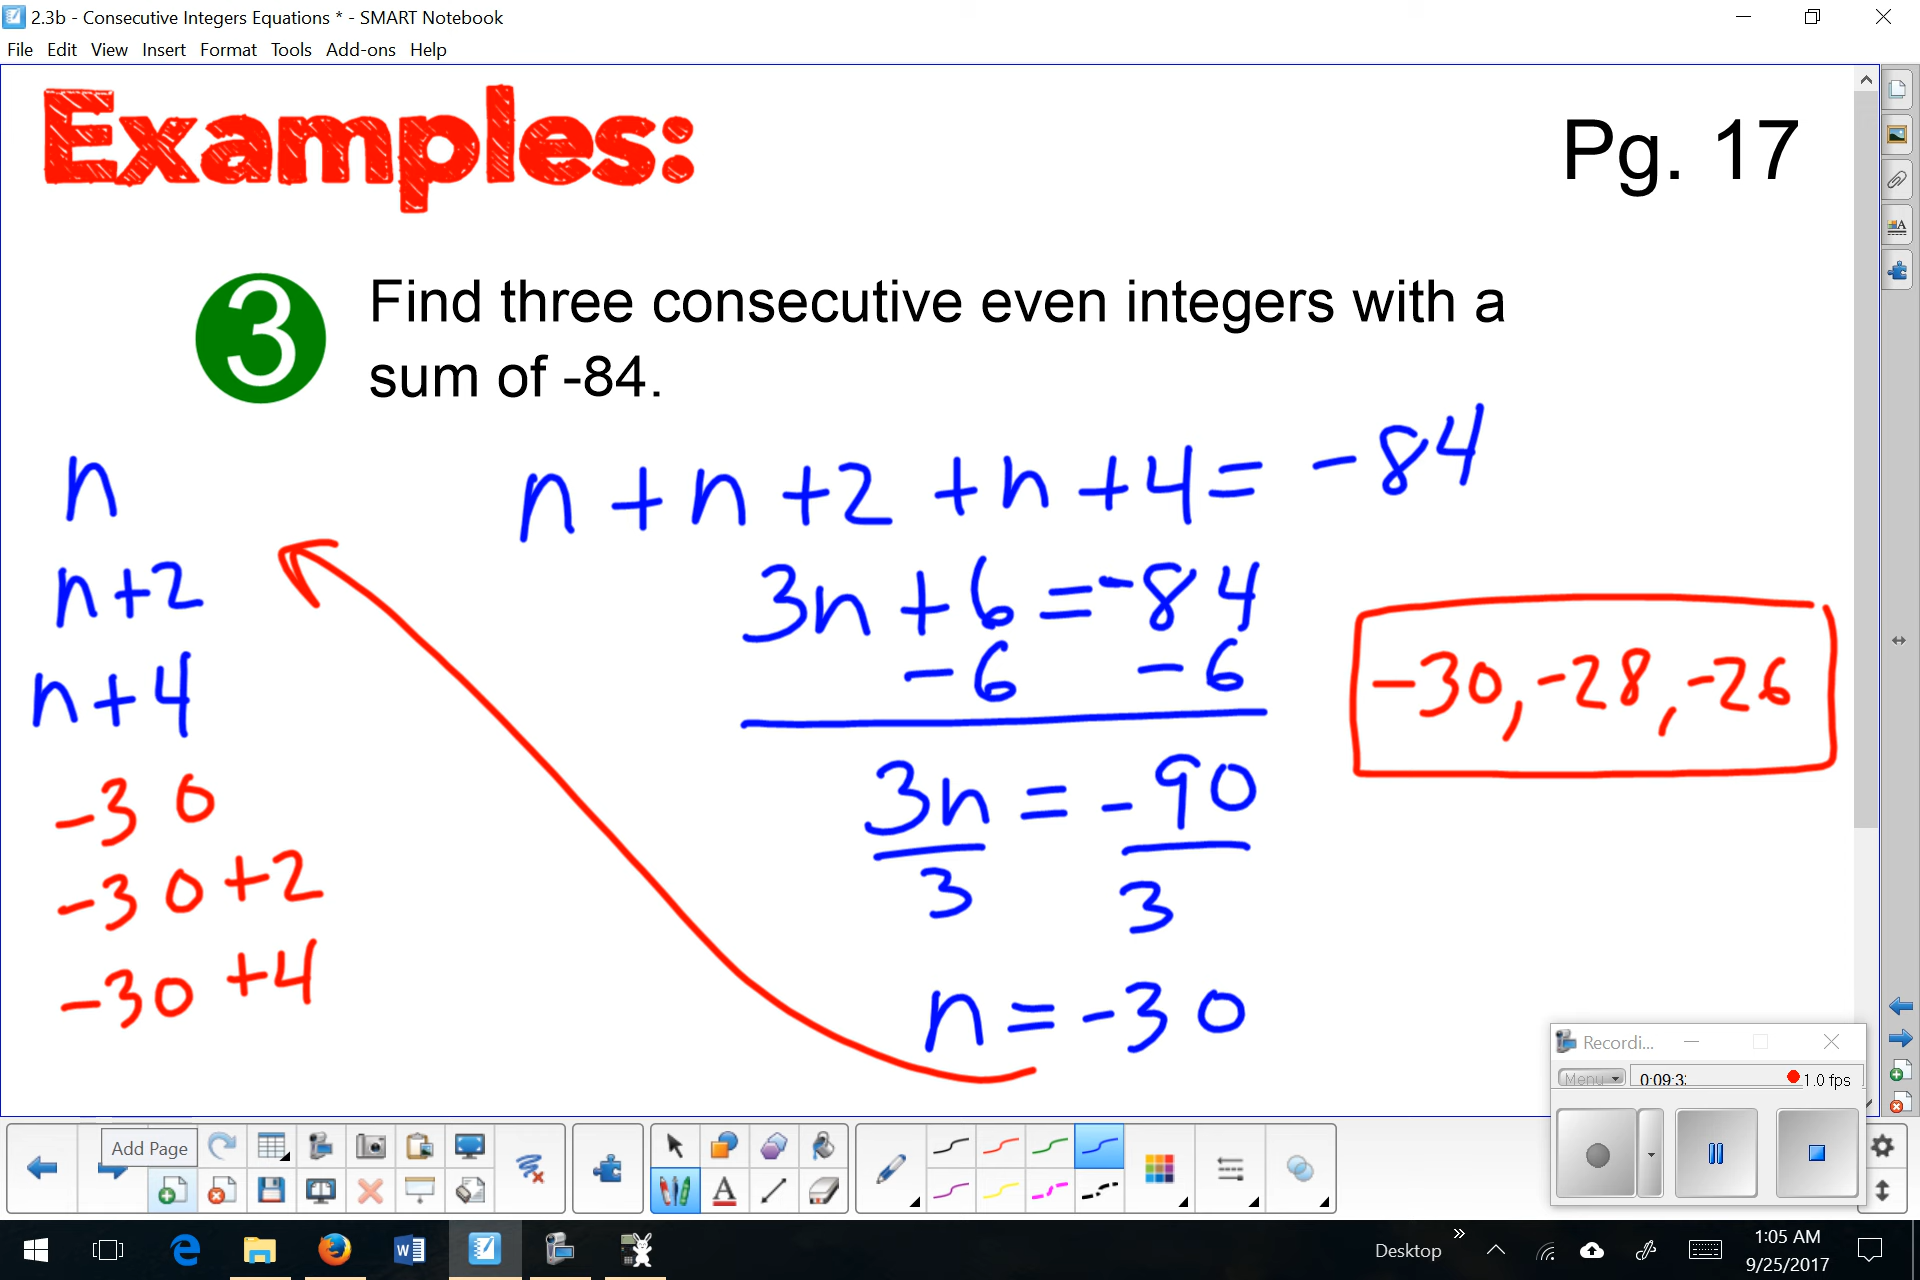 2.3b - Consecutive Integers Equations * - SMART Notebook
File Edit View Insert Format Tools Add-ons Help
Examples:
Pg. 17
3
Find three consecutive even integers with a
sum of -84.
n
n+2
n+4
-30
-30+2
-30+4
n+n+2+n+4=-84
3n+6=-84
-6 -6
3n=-90
3 3
n=-30
-30,-28,-26
Recordi...
Menu 0:09:3 1.0 fps
Add Page
Desktop
1:05 AM
9/25/2017